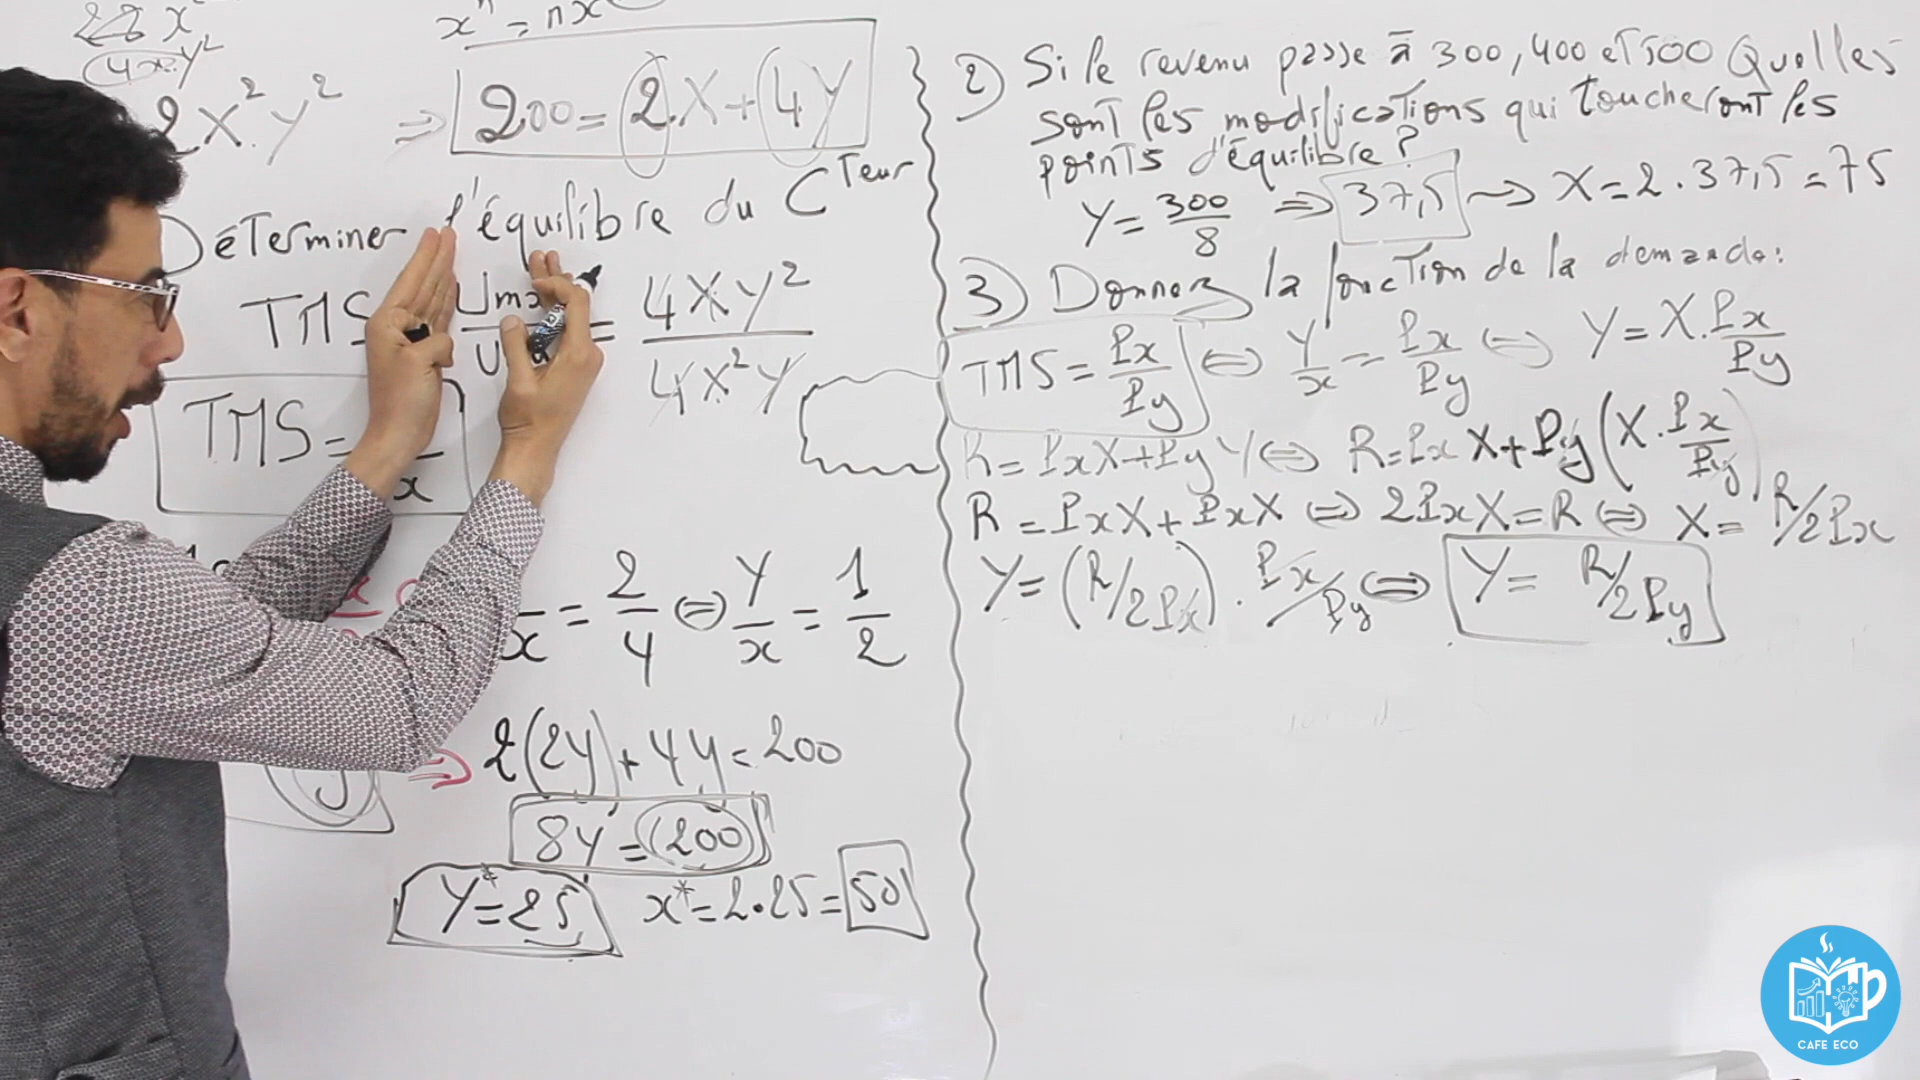 x^n = nx
4xy²
2X²Y² ⇒ 200 = 2.X + 4Y
Déterminer l'équilibre du C^Teur
TMS = 4XY² / 4X²Y
TMS = / x
x = 2/4 ⇔ Y/x = 1/2
⇒ 2(2Y) + 4Y = 200
8Y = 200
Y* = 25 x* = 2.25 = 50
2) Si le revenu passe à 300, 400 et 500 Quelles
sont les modifications qui toucheront les
points d'équilibre ?
Y = 300/8 ⇒ 37,5 → X = 2.37,5 = 75
3) Donner la fonction de la demande :
TMS = Px/Py ⇔ Y/x = Px/Py ⇔ Y = X.Px/Py
R = PxX + PyY ⇔ R = PxX + Py(X.Px/Py)
R = PxX + PxX ⇔ 2PxX = R ⇔ X = R/2Px
Y = (R/2Px).Px/Py ⇔ Y = R/2Py
CAFE ECO